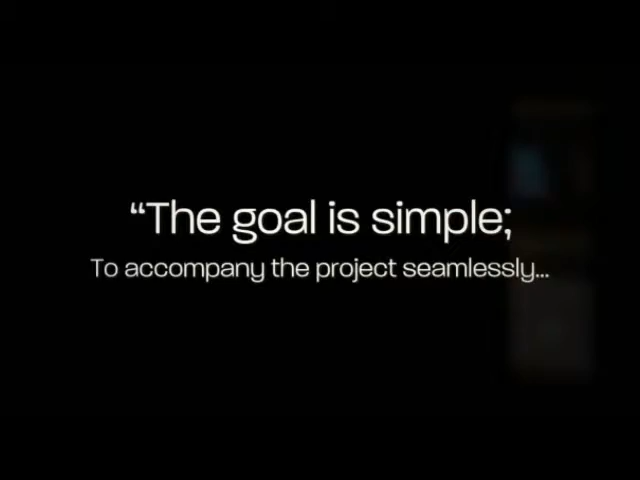 “The goal is simple;
To accompany the project seamlessly...